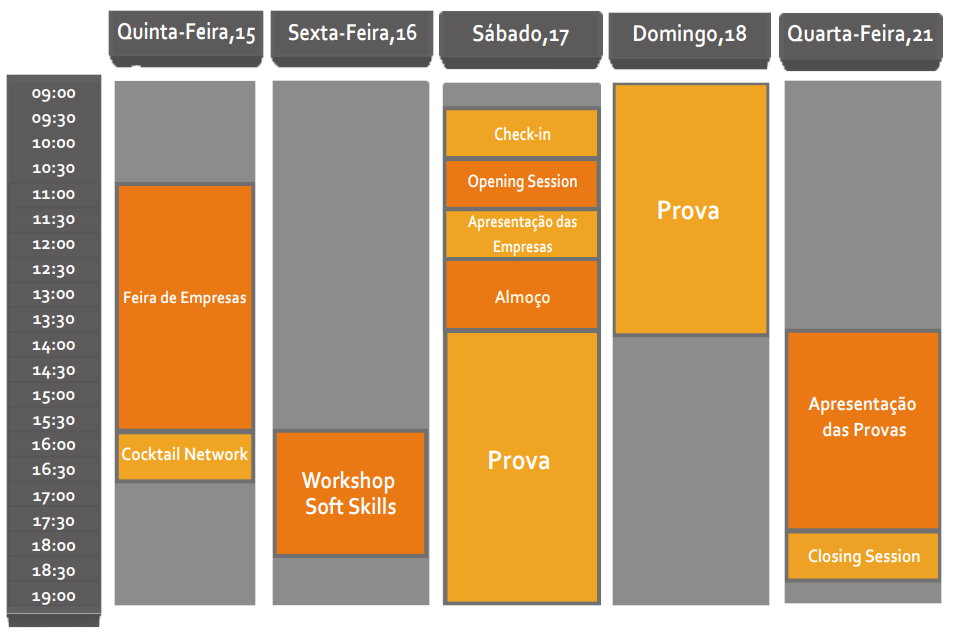 Quinta-Feira,15
Sexta-Feira,16
Sábado,17
Domingo,18
Quarta-Feira,21
09:00
09:30
10:00
10:30
11:00
11:30
12:00
12:30
13:00
13:30
14:00
14:30
15:00
15:30
16:00
16:30
17:00
17:30
18:00
18:30
19:00
Feira de Empresas
Cocktail Network
Workshop
Soft Skills
Check-in
Opening Session
Apresentação das
Empresas
Almoço
Prova
Prova
Apresentação
das Provas
Closing Session